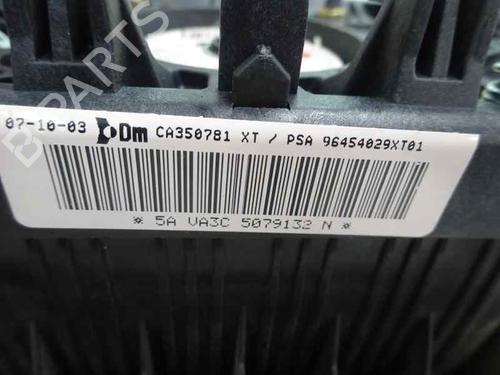 07-10-03 Dm CA350781 XT / PSA 96454029XT01
* 5A VA3C 5079132 N *